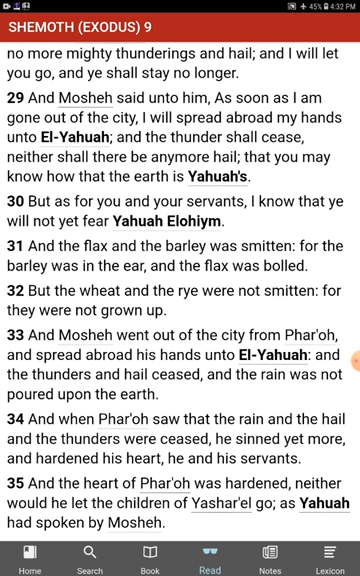 45% 4:32 PM
SHEMOTH (EXODUS) 9
no more mighty thunderings and hail; and I will let
you go, and ye shall stay no longer.
29 And Mosheh said unto him, As soon as I am
gone out of the city, I will spread abroad my hands
unto El-Yahuah; and the thunder shall cease,
neither shall there be anymore hail; that you may
know how that the earth is Yahuah's.
30 But as for you and your servants, I know that ye
will not yet fear Yahuah Elohiym.
31 And the flax and the barley was smitten: for the
barley was in the ear, and the flax was bolled.
32 But the wheat and the rye were not smitten: for
they were not grown up.
33 And Mosheh went out of the city from Phar'oh,
and spread abroad his hands unto El-Yahuah: and
the thunders and hail ceased, and the rain was not
poured upon the earth.
34 And when Phar'oh saw that the rain and the hail
and the thunders were ceased, he sinned yet more,
and hardened his heart, he and his servants.
35 And the heart of Phar'oh was hardened, neither
would he let the children of Yashar'el go; as Yahuah
had spoken by Mosheh.
Home Search Book Read Notes Lexicon